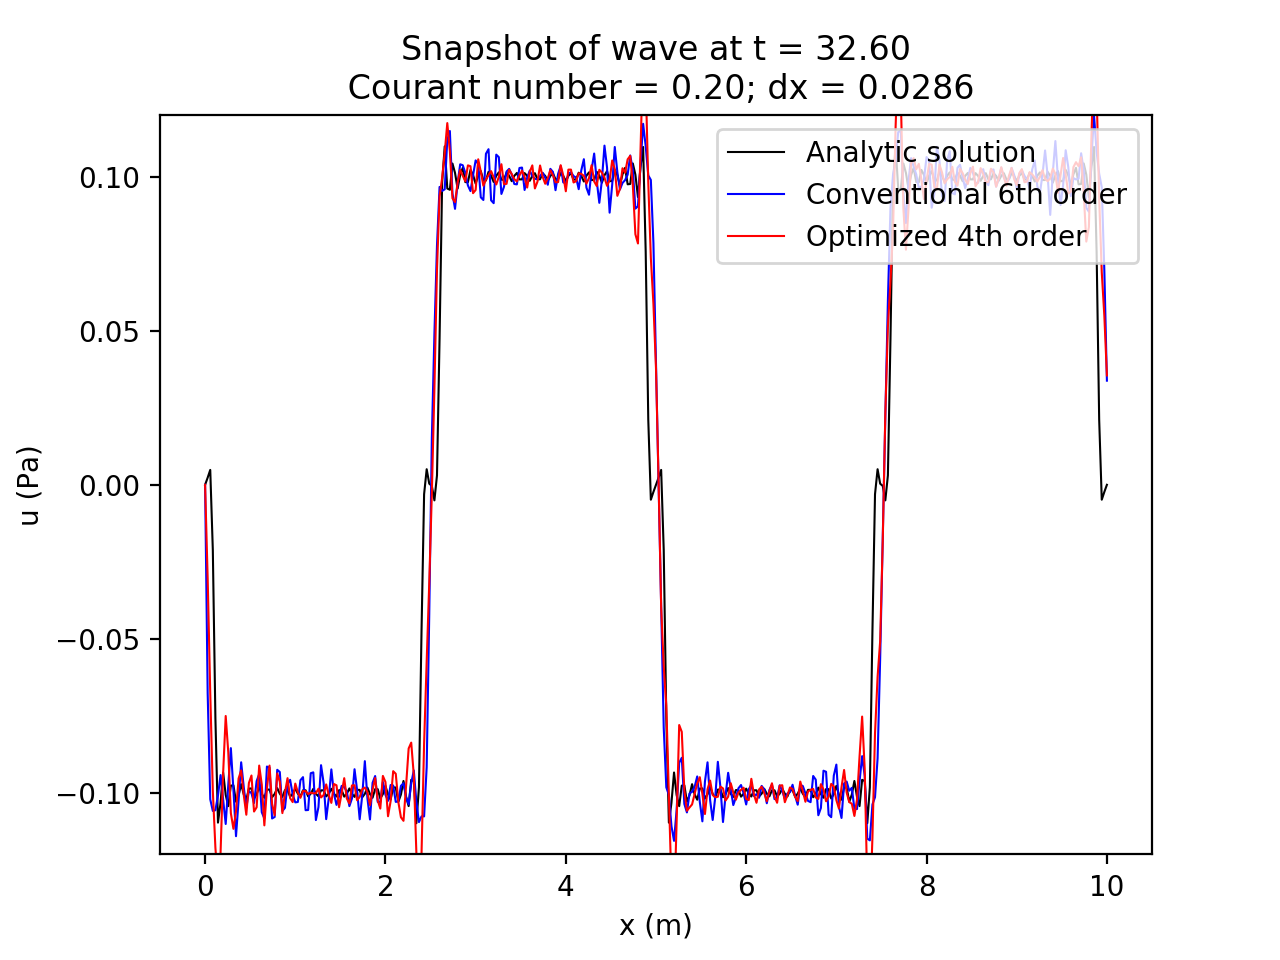 Snapshot of wave at t = 32.60
Courant number = 0.20; dx = 0.0286
Analytic solution
Conventional 6th order
Optimized 4th order
0.10
0.05
0.00
−0.05
−0.10
u (Pa)
0 2 4 6 8 10
x (m)